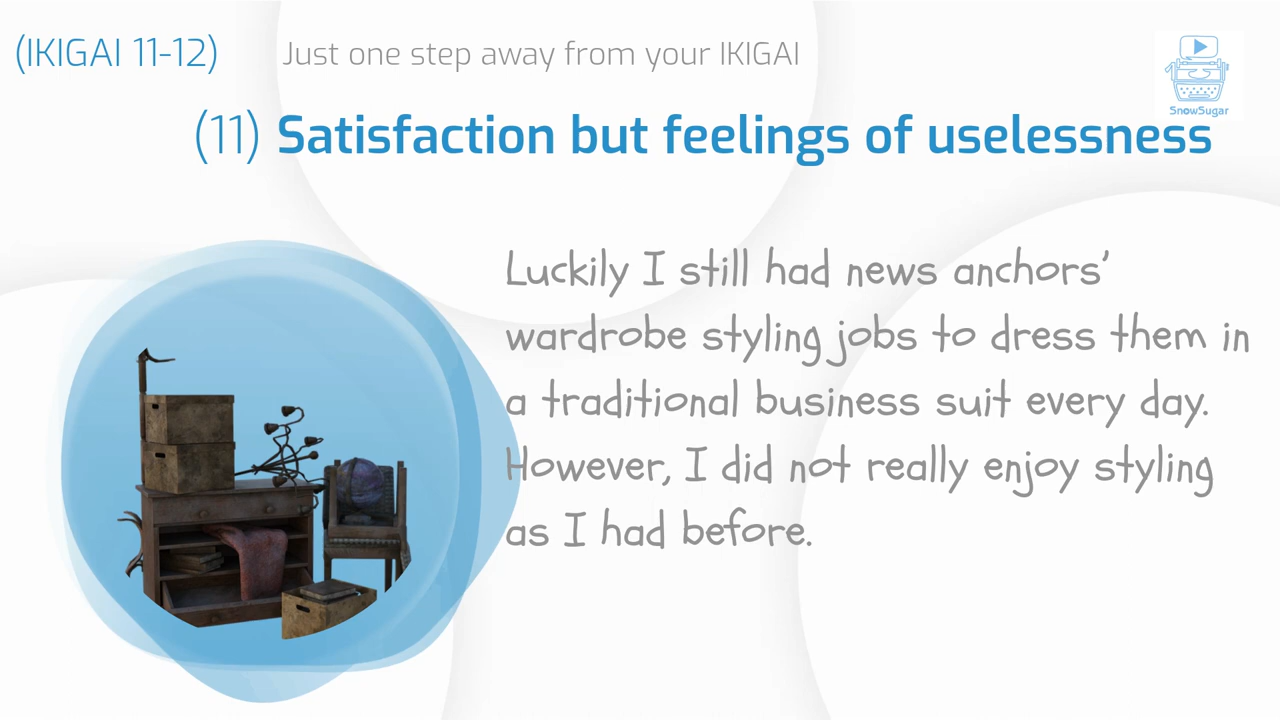 (IKIGAI 11-12)
Just one step away from your IKIGAI
SnowSugar
(11) Satisfaction but feelings of uselessness
Luckily I still had news anchors'
wardrobe styling jobs to dress them in
a traditional business suit every day.
However, I did not really enjoy styling
as I had before.